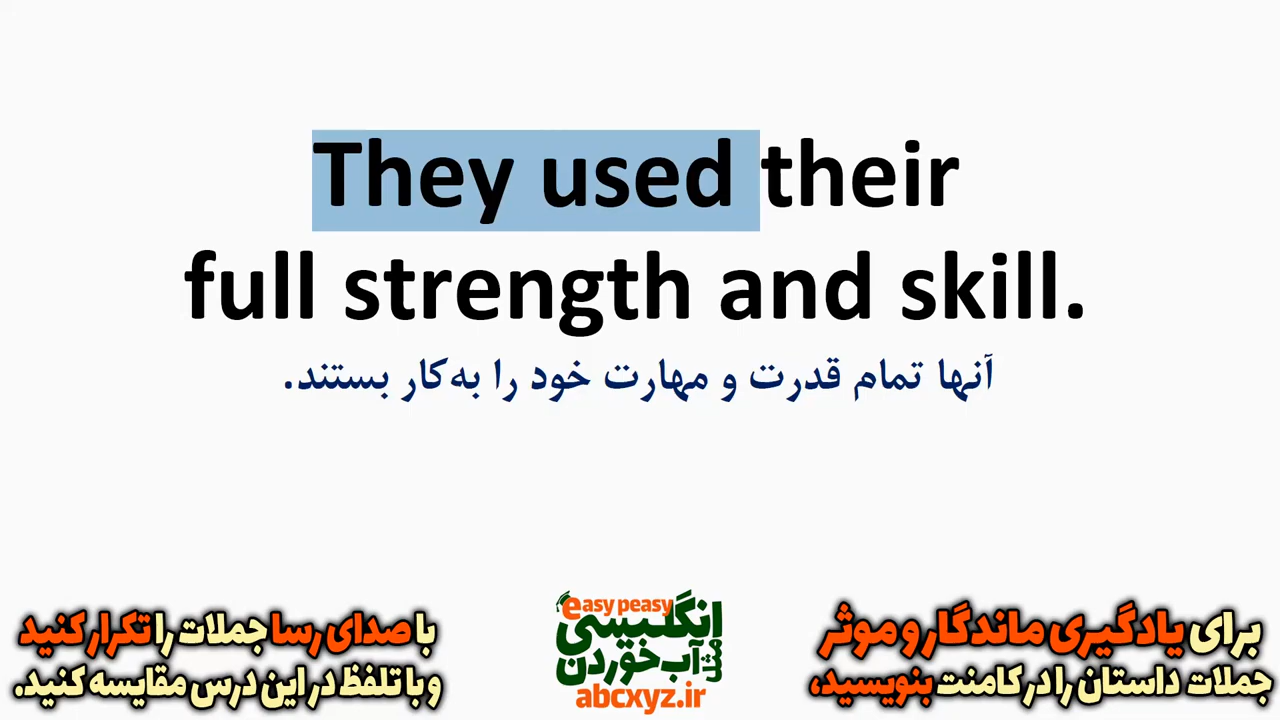 They used their
full strength and skill.
آنها تمام قدرت و مهارت خود را به‌کار بستند.
برای یادگیری ماندگار و موثر
جملات داستان را در کامنت بنویسید،
با صدای رسا جملات را تکرار کنید
و با تلفظ در این درس مقایسه کنید.
easy peasy
انگلیسی
مثل آب خوردن
abcxyz.ir